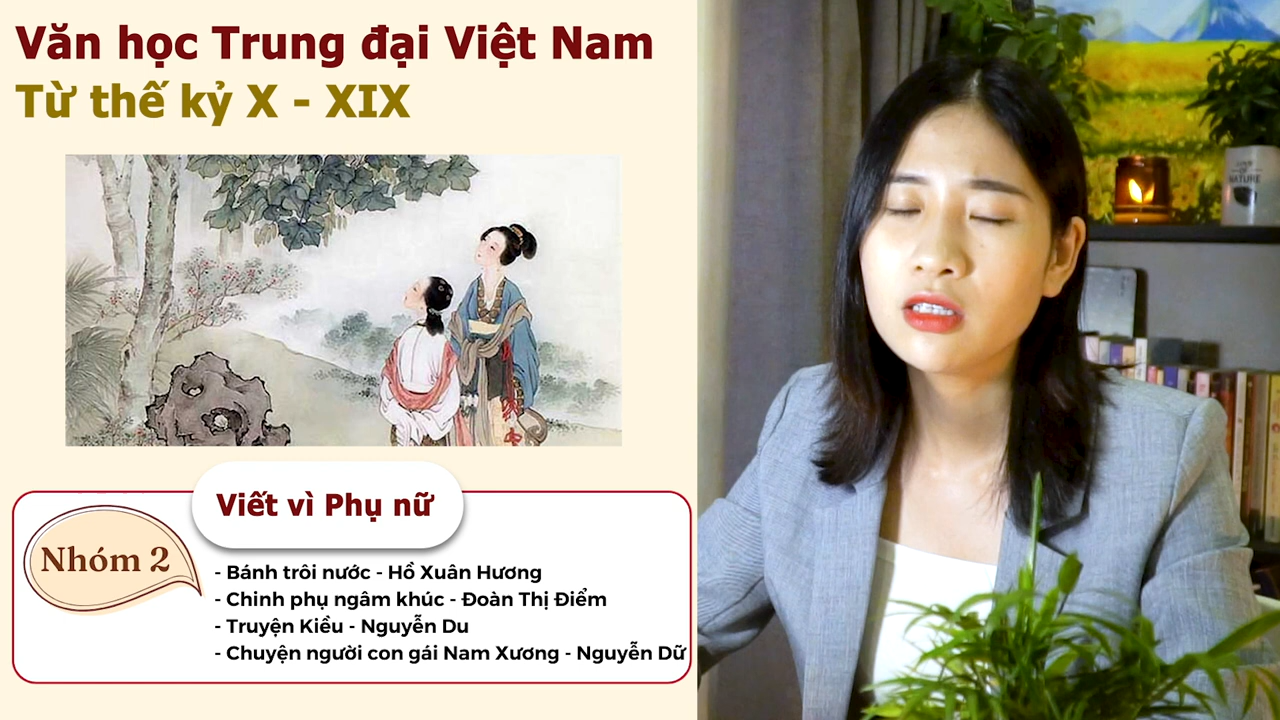 Văn học Trung đại Việt Nam
Từ thế kỷ X - XIX
Viết vì Phụ nữ
Nhóm 2
- Bánh trôi nước - Hồ Xuân Hương
- Chinh phụ ngâm khúc - Đoàn Thị Điểm
- Truyện Kiều - Nguyễn Du
- Chuyện người con gái Nam Xương - Nguyễn Dữ
LOVE
NATURE